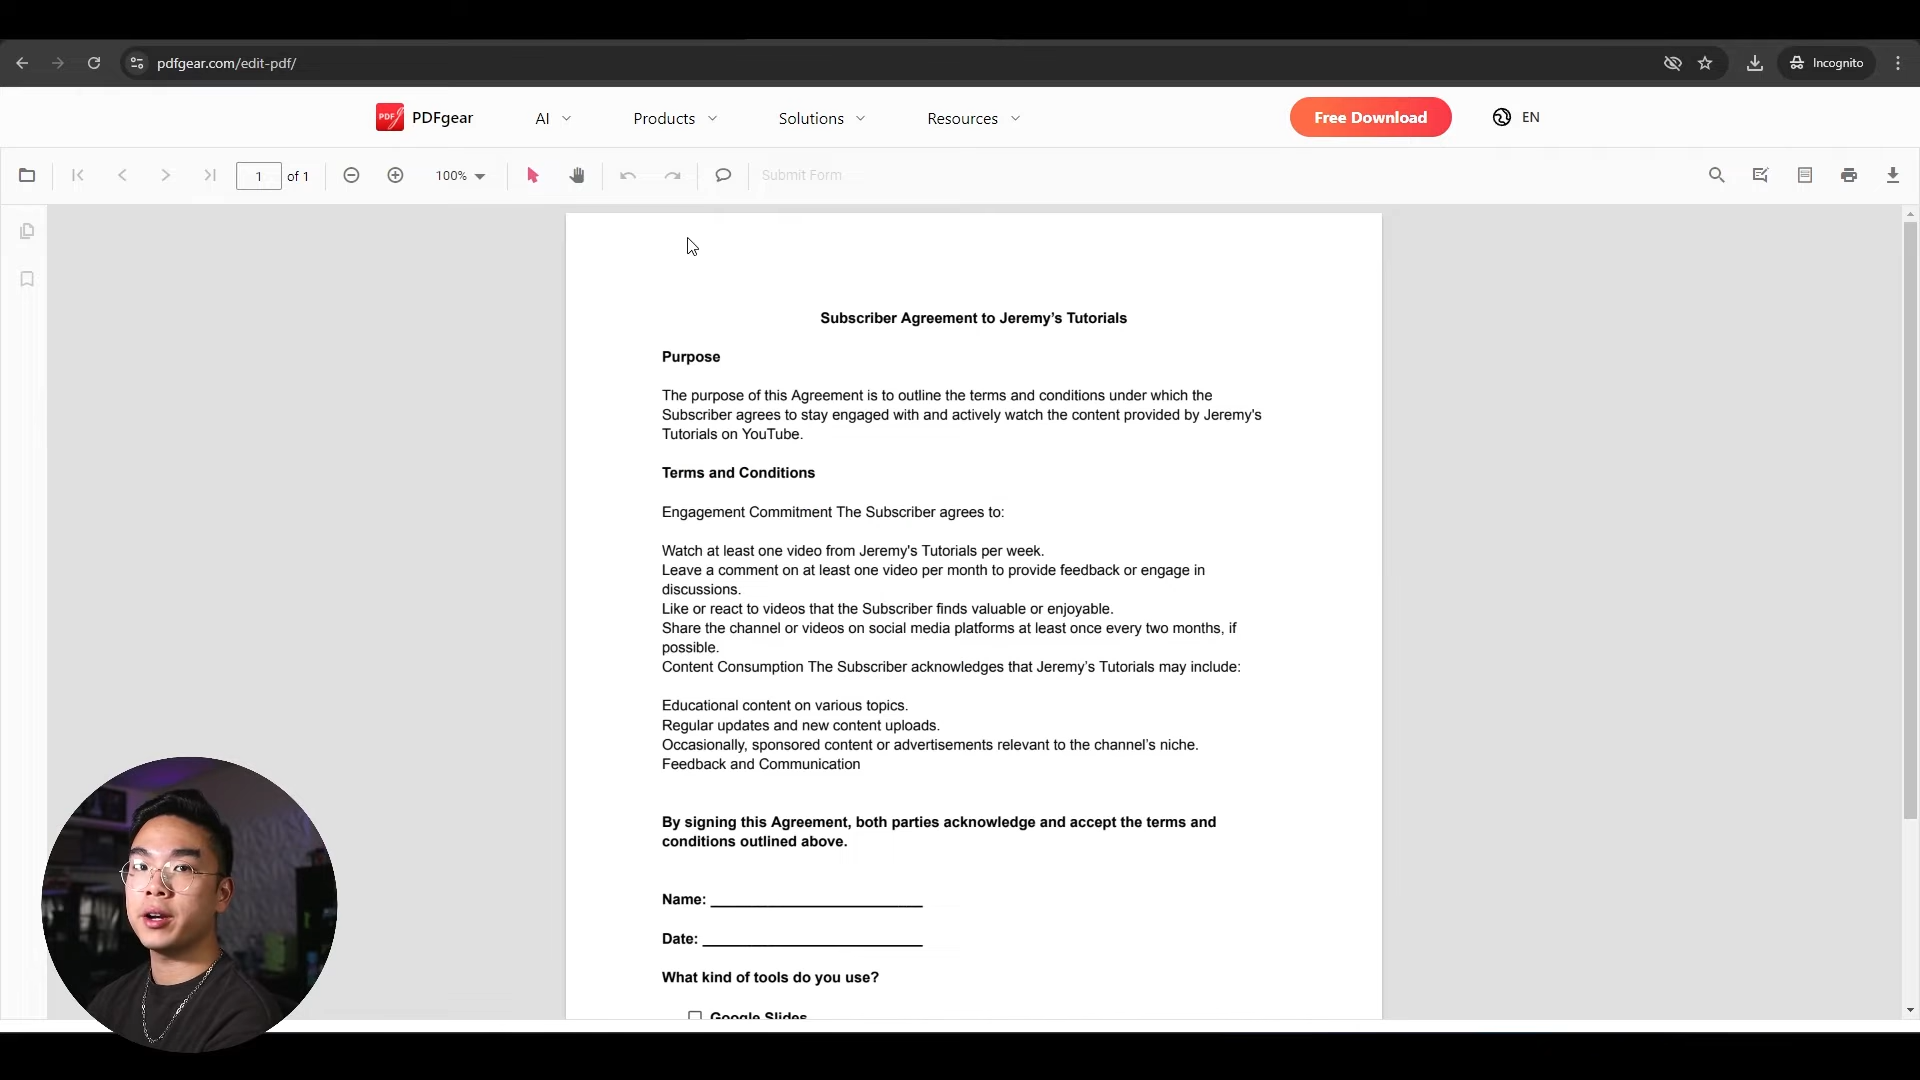 pdfgear.com/edit-pdf/
Incognito
PDFgear
AI
Products
Solutions
Resources
Free Download
EN
1
of 1
100%
Submit Form
Subscriber Agreement to Jeremy’s Tutorials
Purpose
The purpose of this Agreement is to outline the terms and conditions under which the
Subscriber agrees to stay engaged with and actively watch the content provided by Jeremy's
Tutorials on YouTube.
Terms and Conditions
Engagement Commitment The Subscriber agrees to:
Watch at least one video from Jeremy's Tutorials per week.
Leave a comment on at least one video per month to provide feedback or engage in
discussions.
Like or react to videos that the Subscriber finds valuable or enjoyable.
Share the channel or videos on social media platforms at least once every two months, if
possible.
Content Consumption The Subscriber acknowledges that Jeremy’s Tutorials may include:
Educational content on various topics.
Regular updates and new content uploads.
Occasionally, sponsored content or advertisements relevant to the channel’s niche.
Feedback and Communication
By signing this Agreement, both parties acknowledge and accept the terms and
conditions outlined above.
Name: __________________________
Date: ___________________________
What kind of tools do you use?
Google Slides